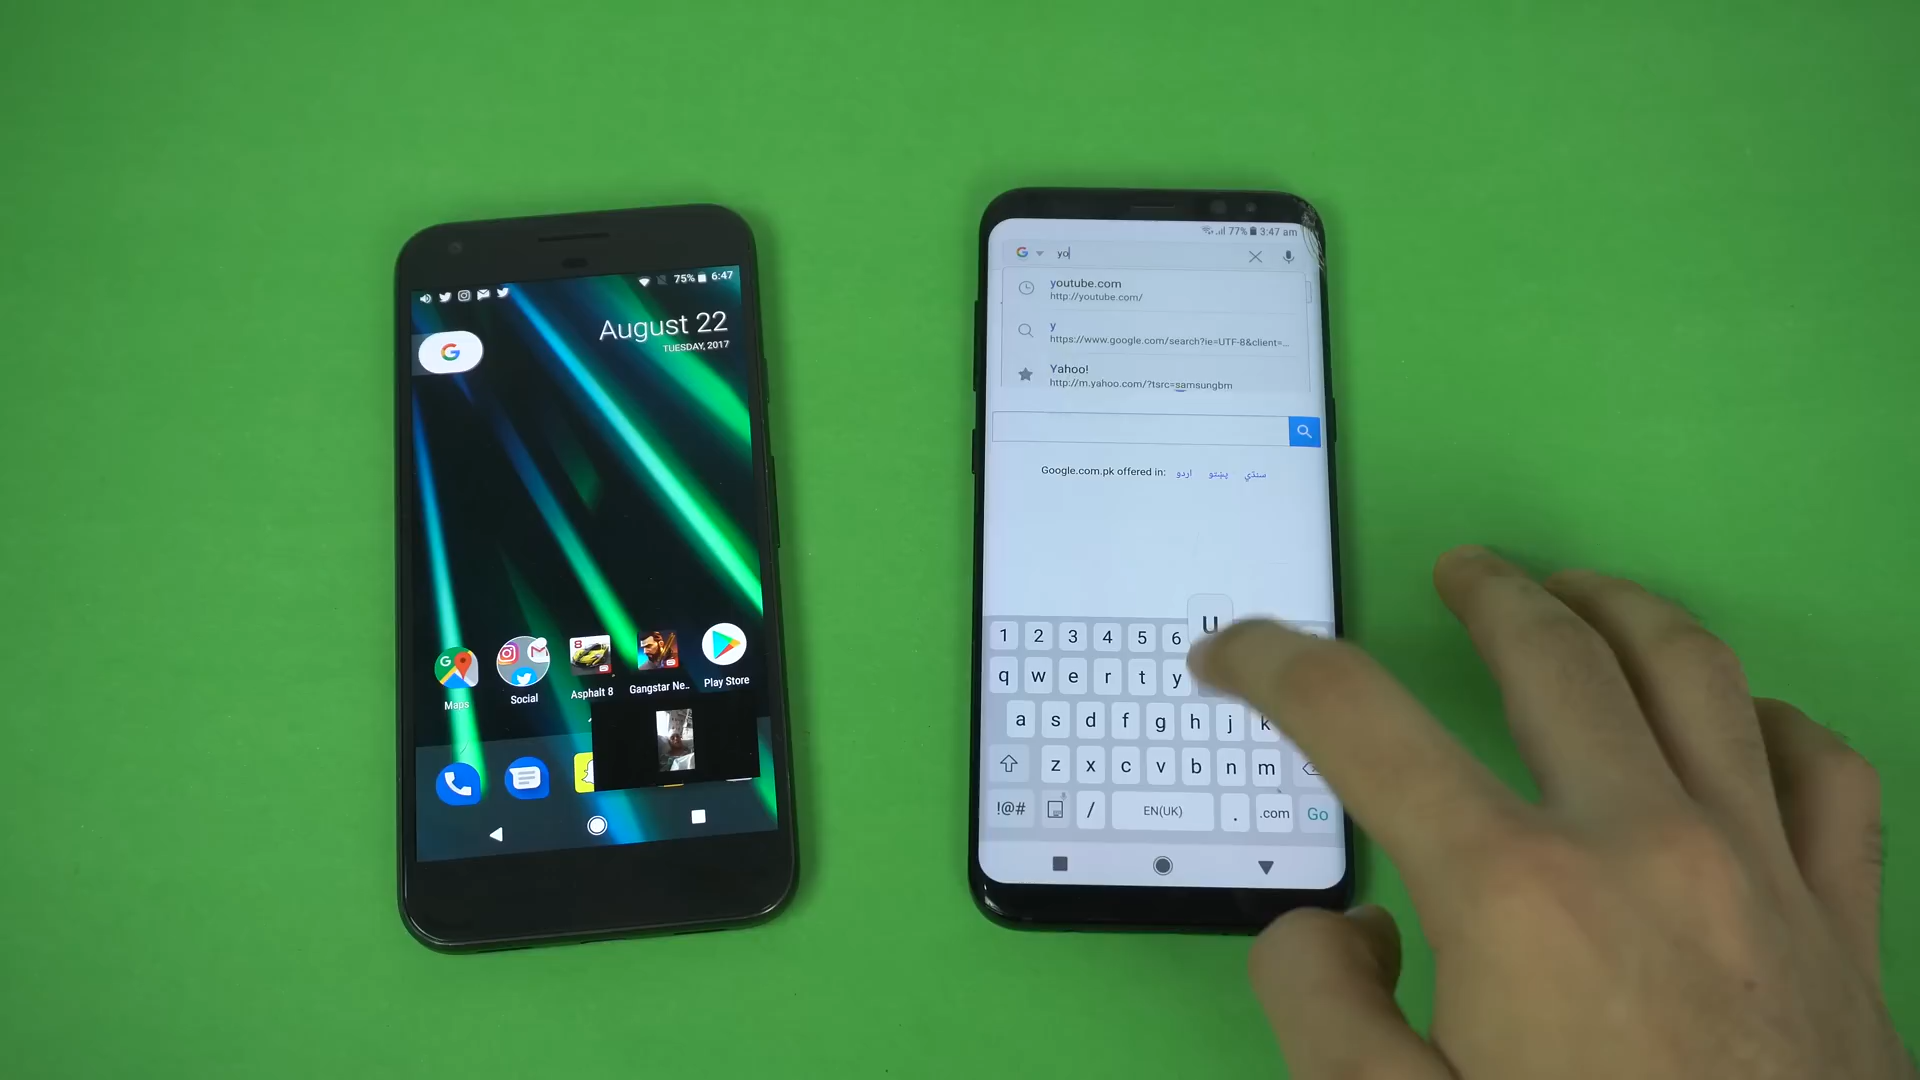 75% 6:47
August 22
TUESDAY, 2017
Maps
Social
Asphalt 8
Gangstar Ne..
Play Store
77% 3:47 am
yo
youtube.com
http://youtube.com/
y
https://www.google.com/search?ie=UTF-8&client=...
Yahoo!
http://m.yahoo.com/?tsrc=samsungbm
Google.com.pk offered in: اردو پښتو سنڌي
u
1 2 3 4 5 6
q w e r t y
a s d f g h j k
z x c v b n m
!@# / EN(UK) . .com Go